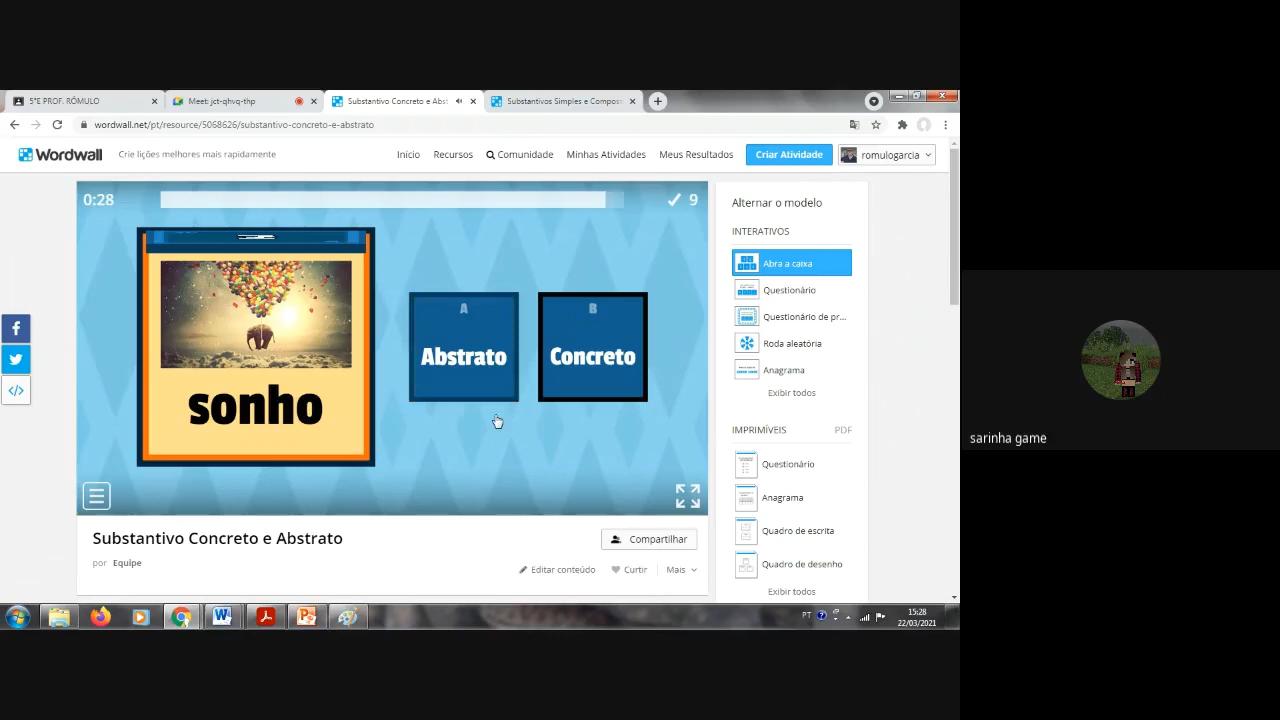 5°E PROF. RÔMULO
Meet: jct-qhvq-thp
Substantivo Concreto e Abst
Substantivos Simples e Compos
wordwall.net/pt/resource/5068626/substantivo-concreto-e-abstrato
Wordwall
Crie lições melhores mais rapidamente
Início
Recursos
Comunidade
Minhas Atividades
Meus Resultados
Criar Atividade
romulogarcia
0:28
9
sonho
A
Abstrato
B
Concreto
Alternar o modelo
INTERATIVOS
Abra a caixa
Questionário
Questionário de pr...
Roda aleatória
Anagrama
Exibir todos
IMPRIMÍVEIS PDF
Questionário
Anagrama
Quadro de escrita
Quadro de desenho
Exibir todos
Substantivo Concreto e Abstrato
Compartilhar
por Equipe
Editar conteúdo
Curtir
Mais
PT
15:28
22/03/2021
sarinha game